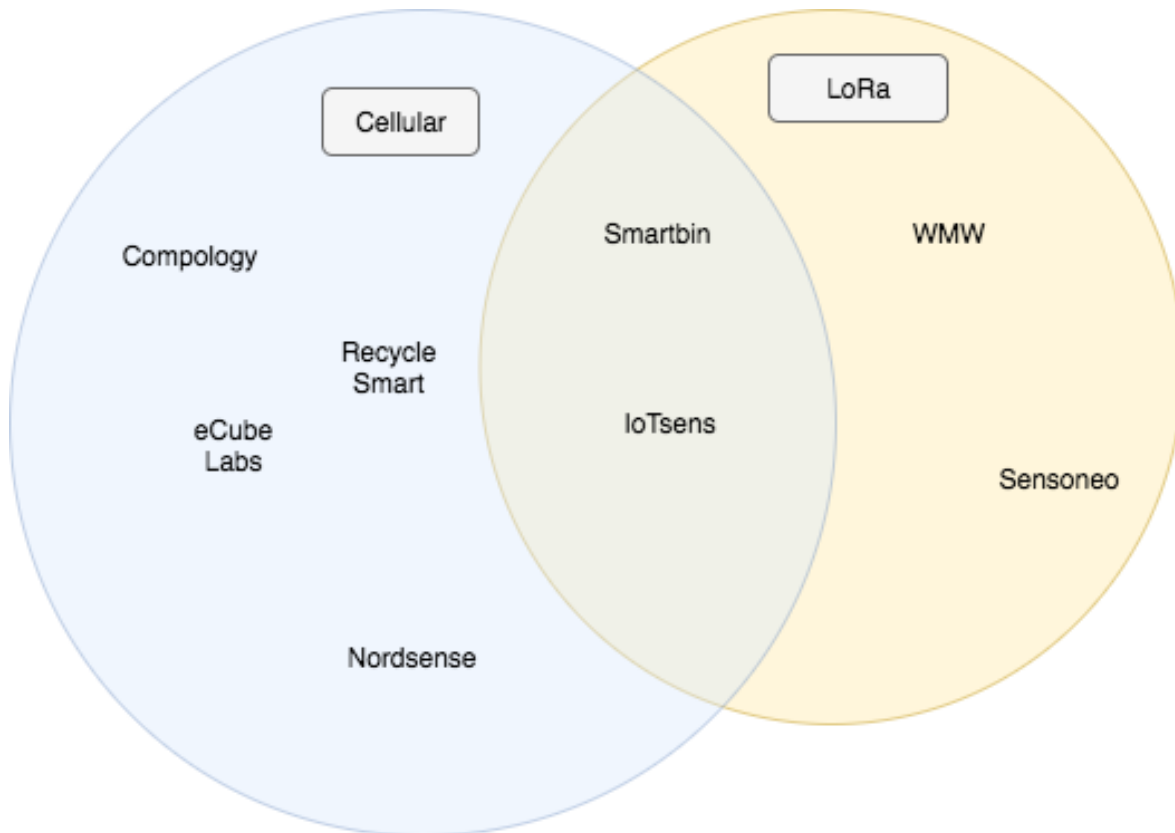 Cellular
LoRa
Compology
Recycle
Smart
eCube
Labs
Nordsense
Smartbin
IoTsens
WMW
Sensoneo